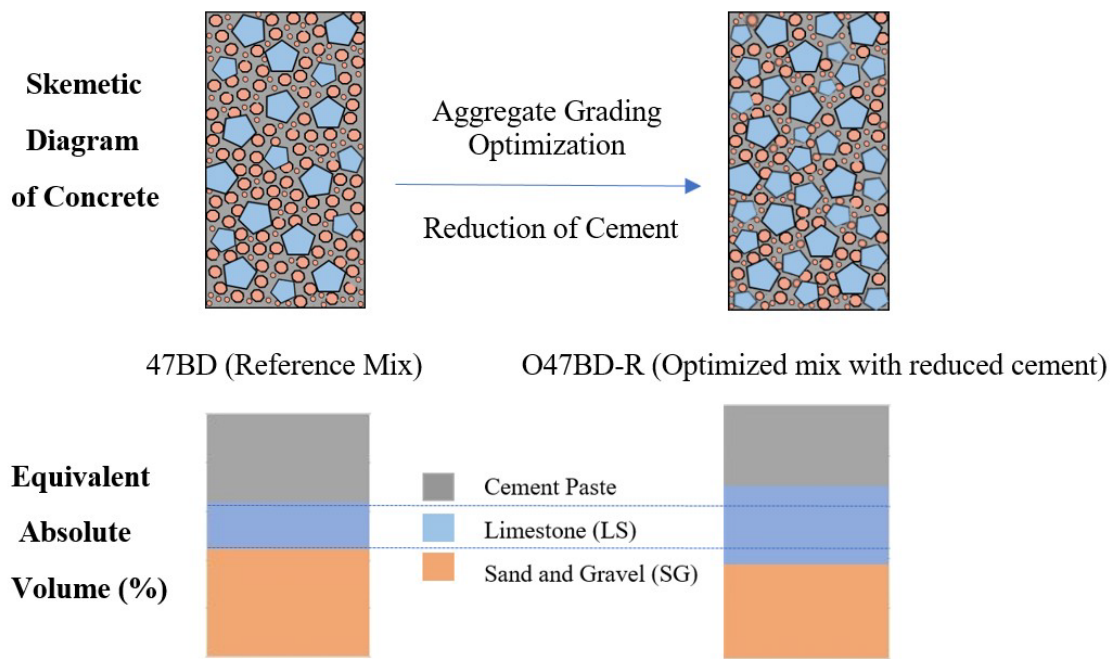 Skemetic
Diagram
of Concrete
Aggregate Grading
Optimization
Reduction of Cement
47BD (Reference Mix)
O47BD-R (Optimized mix with reduced cement)
Equivalent
Absolute
Volume (%)
Cement Paste
Limestone (LS)
Sand and Gravel (SG)